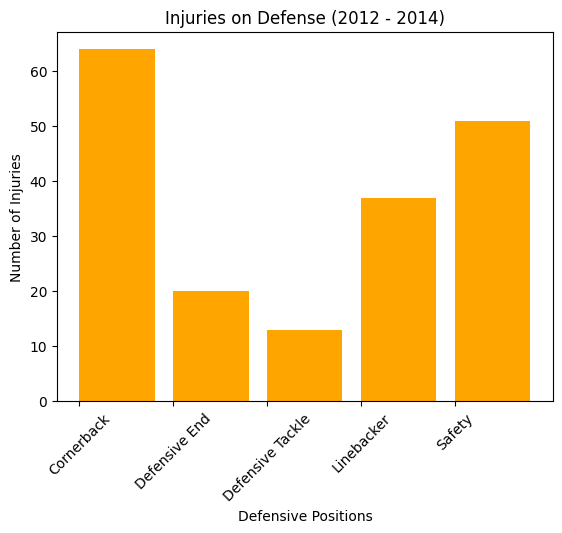 Injuries on Defense (2012 - 2014)
Number of Injuries
60
50
40
30
20
10
0
Cornerback
Defensive End
Defensive Tackle
Linebacker
Safety
Defensive Positions